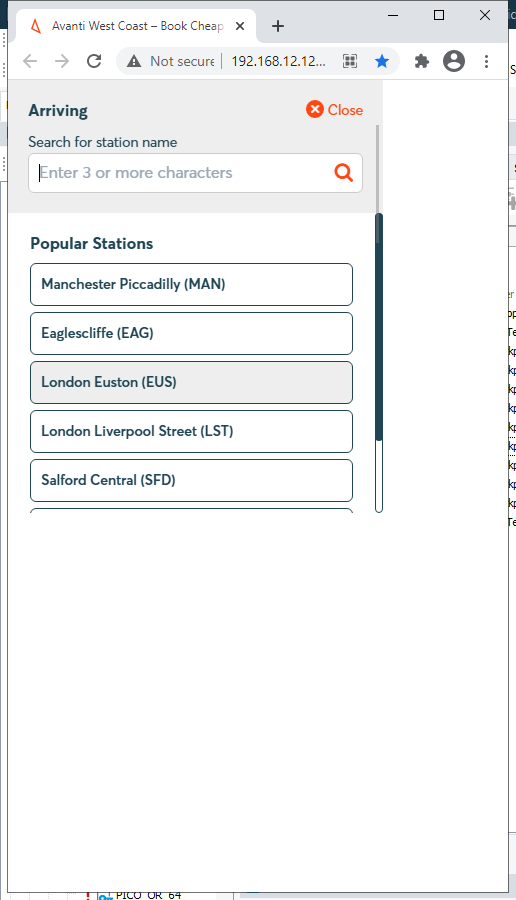 Avanti West Coast – Book Cheap
Not secure
192.168.12.12...
Arriving
Close
Search for station name
Enter 3 or more characters
Popular Stations
Manchester Piccadilly (MAN)
Eaglescliffe (EAG)
London Euston (EUS)
London Liverpool Street (LST)
Salford Central (SFD)
PICO_OR_64